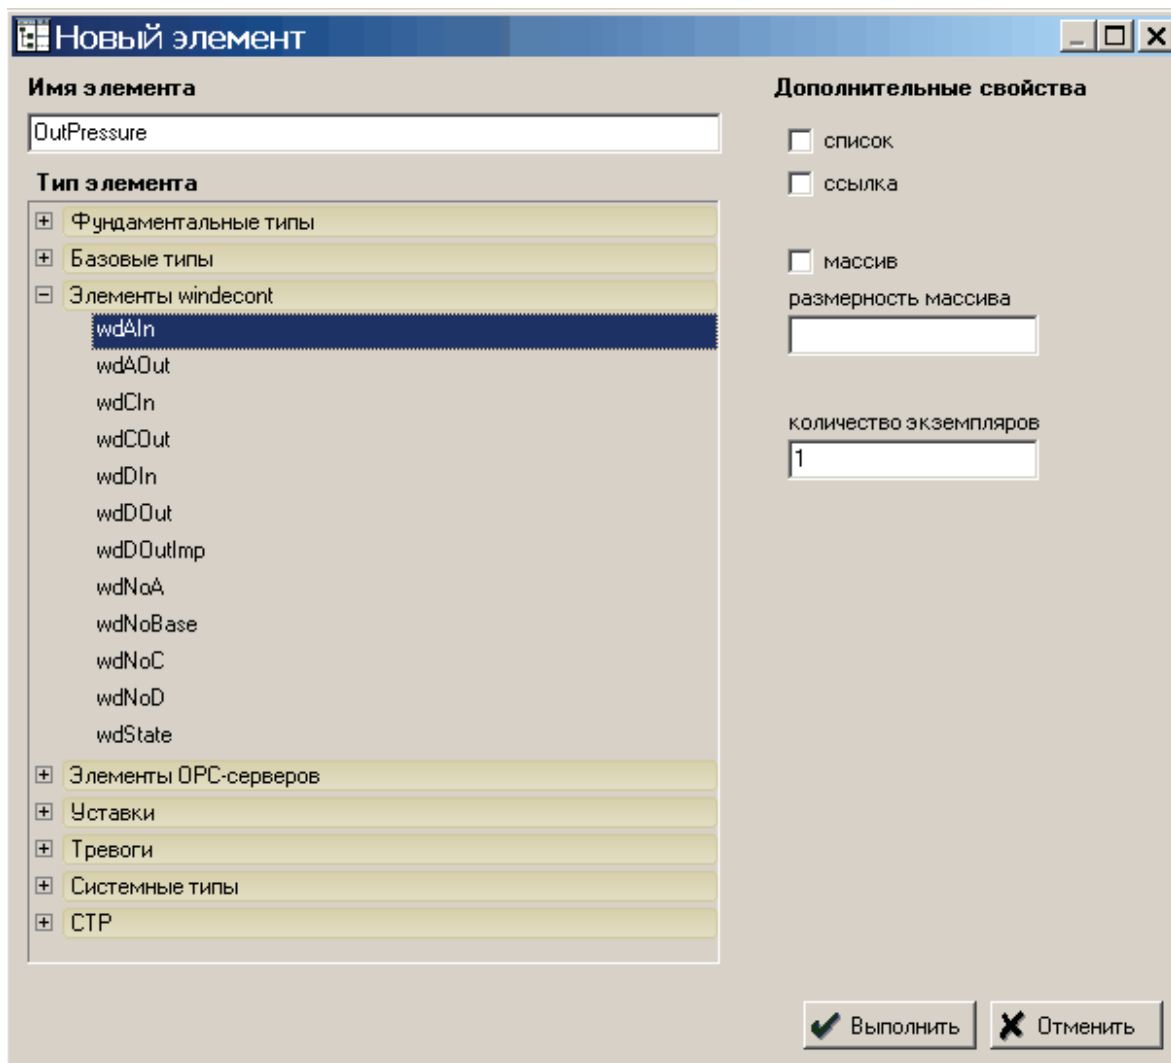 Новый элемент
Имя элемента
OutPressure
Тип элемента
Фундаментальные типы
Базовые типы
Элементы windecont
wdAIn
wdAOut
wdCIn
wdCOut
wdDIn
wdDOut
wdDOutImp
wdNoA
wdNoBase
wdNoC
wdNoD
wdState
Элементы OPC-серверов
Уставки
Тревоги
Системные типы
СТР
Дополнительные свойства
список
ссылка
массив
размерность массива
количество экземпляров
1
Выполнить
Отменить